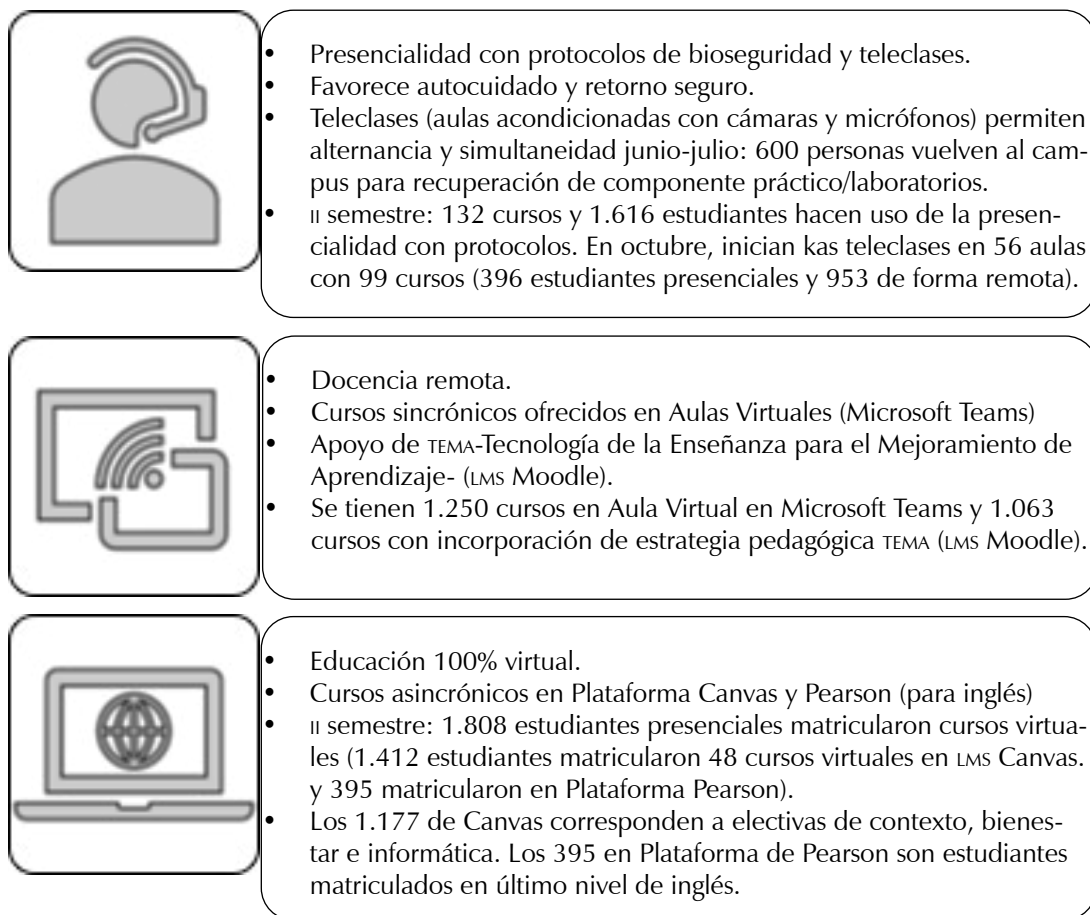 • Presencialidad con protocolos de bioseguridad y teleclases.
• Favorece autocuidado y retorno seguro.
• Teleclases (aulas acondicionadas con cámaras y micrófonos) permiten
alternancia y simultaneidad junio-julio: 600 personas vuelven al cam-
pus para recuperación de componente práctico/laboratorios.
• II semestre: 132 cursos y 1.616 estudiantes hacen uso de la presen-
cialidad con protocolos. En octubre, inician kas teleclases en 56 aulas
con 99 cursos (396 estudiantes presenciales y 953 de forma remota).
• Docencia remota.
• Cursos sincrónicos ofrecidos en Aulas Virtuales (Microsoft Teams)
• Apoyo de TEMA-Tecnología de la Enseñanza para el Mejoramiento de
Aprendizaje- (LMS Moodle).
• Se tienen 1.250 cursos en Aula Virtual en Microsoft Teams y 1.063
cursos con incorporación de estrategia pedagógica TEMA (LMS Moodle).
• Educación 100% virtual.
• Cursos asincrónicos en Plataforma Canvas y Pearson (para inglés)
• II semestre: 1.808 estudiantes presenciales matricularon cursos virtua-
les (1.412 estudiantes matricularon 48 cursos virtuales en LMS Canvas.
y 395 matricularon en Plataforma Pearson).
• Los 1.177 de Canvas corresponden a electivas de contexto, bienes-
tar e informática. Los 395 en Plataforma de Pearson son estudiantes
matriculados en último nivel de inglés.